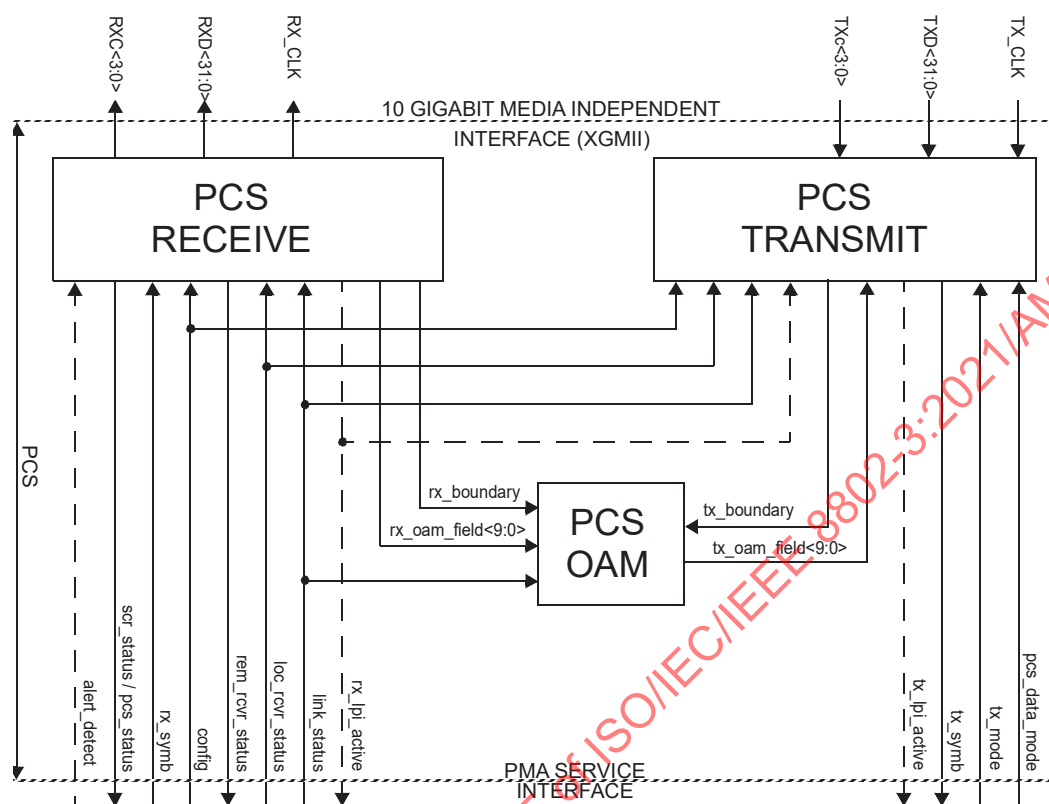 RXC<3:0>
RXD<31:0>
RX_CLK
TXc<3:0>
TXD<31:0>
TX_CLK
10 GIGABIT MEDIA INDEPENDENT
INTERFACE (XGMII)
PCS
RECEIVE
PCS
TRANSMIT
PCS
rx_boundary
rx_oam_field<9:0>
PCS
OAM
tx_boundary
tx_oam_field<9:0>
alert_detect
scr_status / pcs_status
rx_symb
config
rem_rcvr_status
loc_rcvr_status
link_status
rx_lpi_active
tx_lpi_active
tx_symb
tx_mode
pcs_data_mode
PMA SERVICE
INTERFACE
of ISO/IEC/IEEE 8802-3:2021/AM